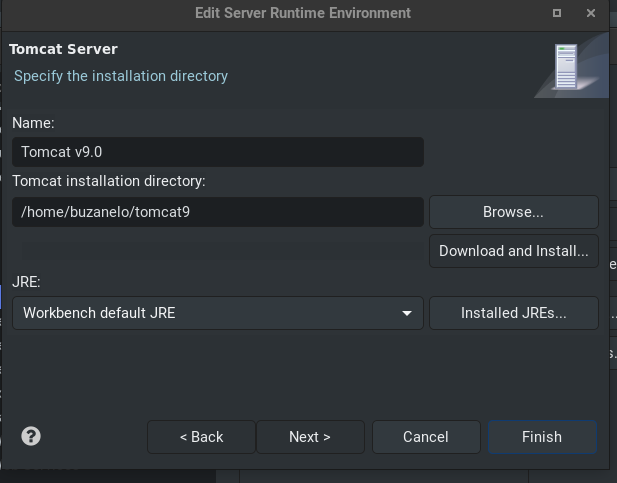 Edit Server Runtime Environment
Tomcat Server
Specify the installation directory
Name:
Tomcat v9.0
Tomcat installation directory:
/home/buzanelo/tomcat9
Browse...
Download and Install...
JRE:
Workbench default JRE
Installed JREs...
< Back
Next >
Cancel
Finish